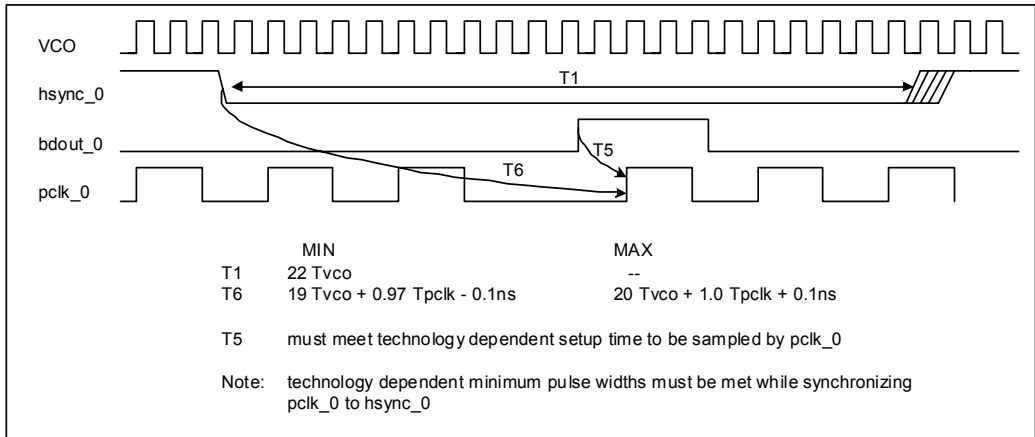 VCO
T1
hsync_0
bdout_0
T5
T6
pclk_0
MIN MAX
T1 22 Tvco --
T6 19 Tvco + 0.97 Tpclk - 0.1ns 20 Tvco + 1.0 Tpclk + 0.1ns
T5 must meet technology dependent setup time to be sampled by pclk_0
Note: technology dependent minimum pulse widths must be met while synchronizing
pclk_0 to hsync_0